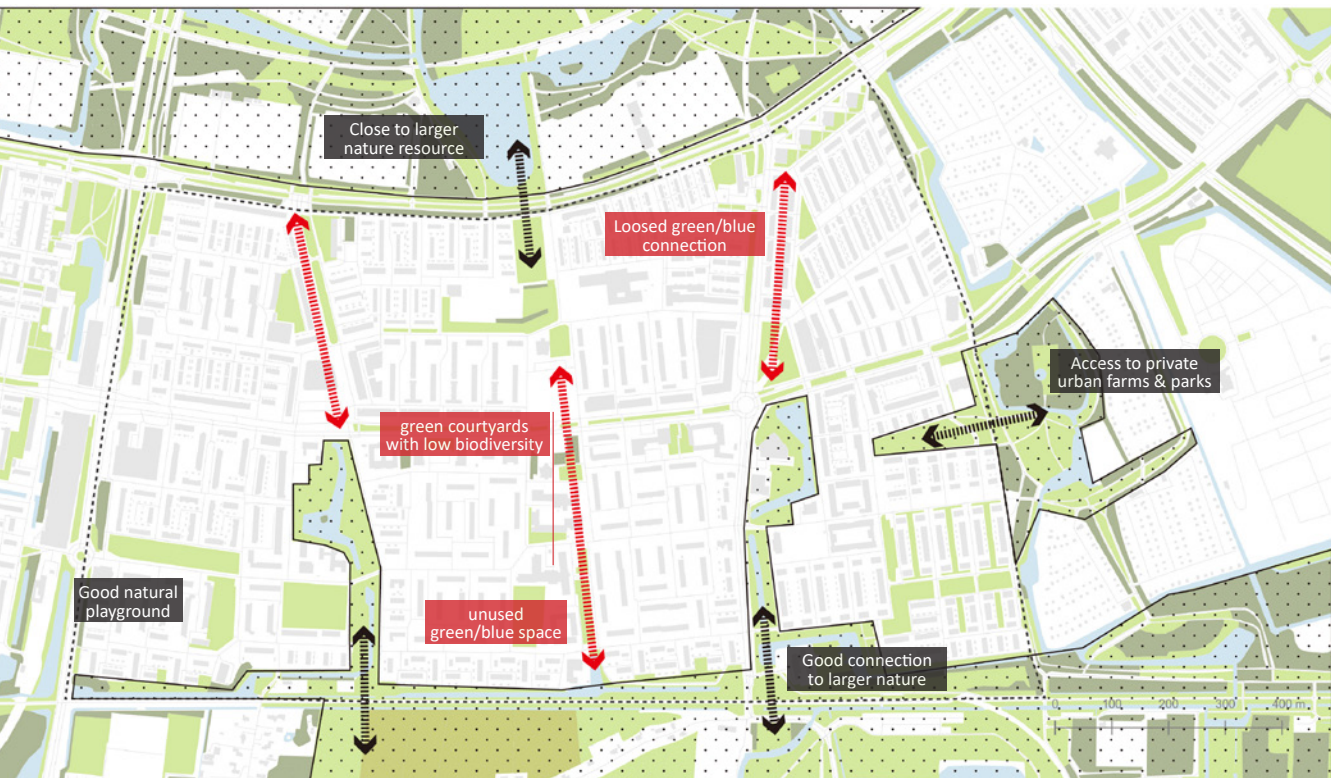 Close to larger
nature resource
Loosed green/blue
connection
Access to private
urban farms & parks
green courtyards
with low biodiversity
Good natural
playground
unused
green/blue space
Good connection
to larger nature
0 100 200 300 400 m